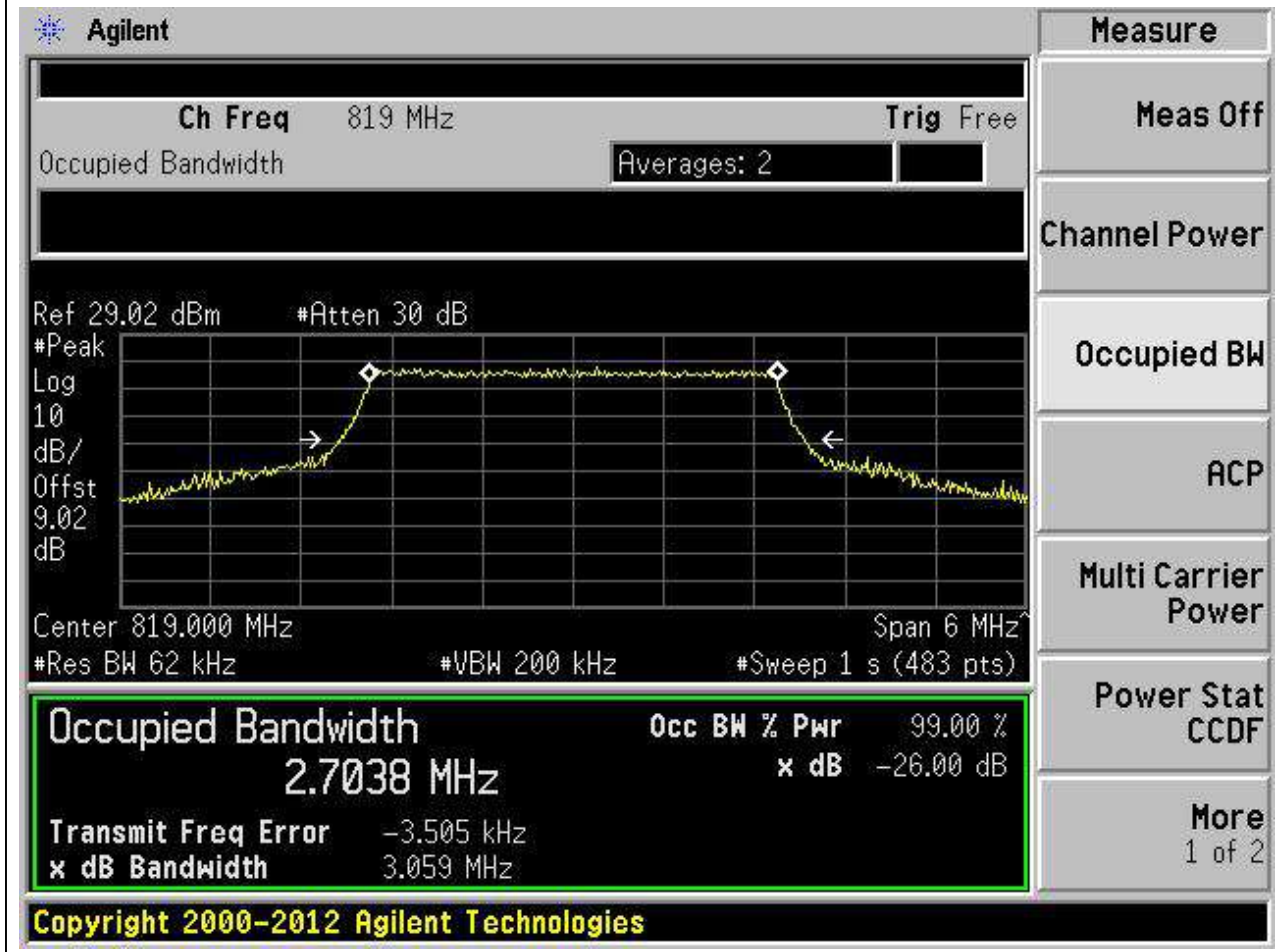 Agilent
Measure
Ch Freq 819 MHz Trig Free
Occupied Bandwidth Averages: 2
Meas Off
Channel Power
Occupied BW
ACP
Multi Carrier
Power
Power Stat
CCDF
More
1 of 2
Ref 29.02 dBm #Atten 30 dB
#Peak
Log
10
dB/
Offst
9.02
dB
Center 819.000 MHz Span 6 MHz^
#Res BW 62 kHz #VBW 200 kHz #Sweep 1 s (483 pts)
Occupied Bandwidth Occ BW % Pwr 99.00 %
2.7038 MHz x dB -26.00 dB
Transmit Freq Error -3.505 kHz
x dB Bandwidth 3.059 MHz
Copyright 2000-2012 Agilent Technologies